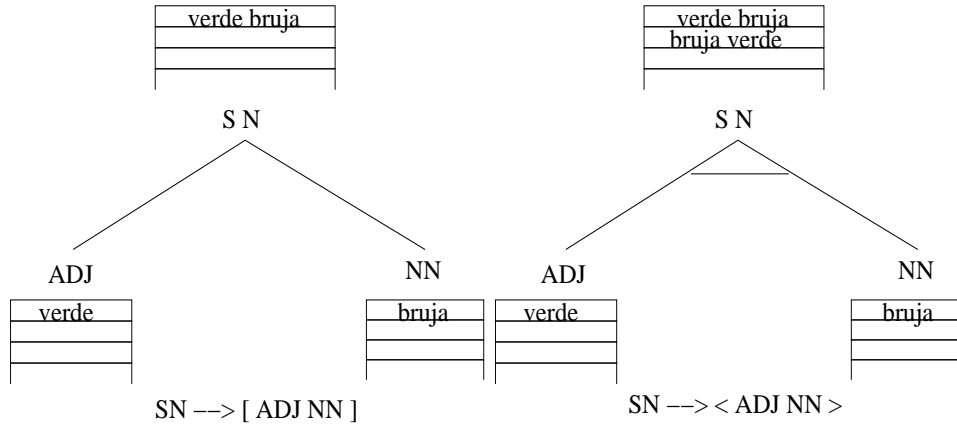 verde bruja
S N
ADJ
NN
verde
bruja
SN --> [ ADJ NN ]
verde bruja
bruja verde
S N
ADJ
NN
verde
bruja
SN --> < ADJ NN >